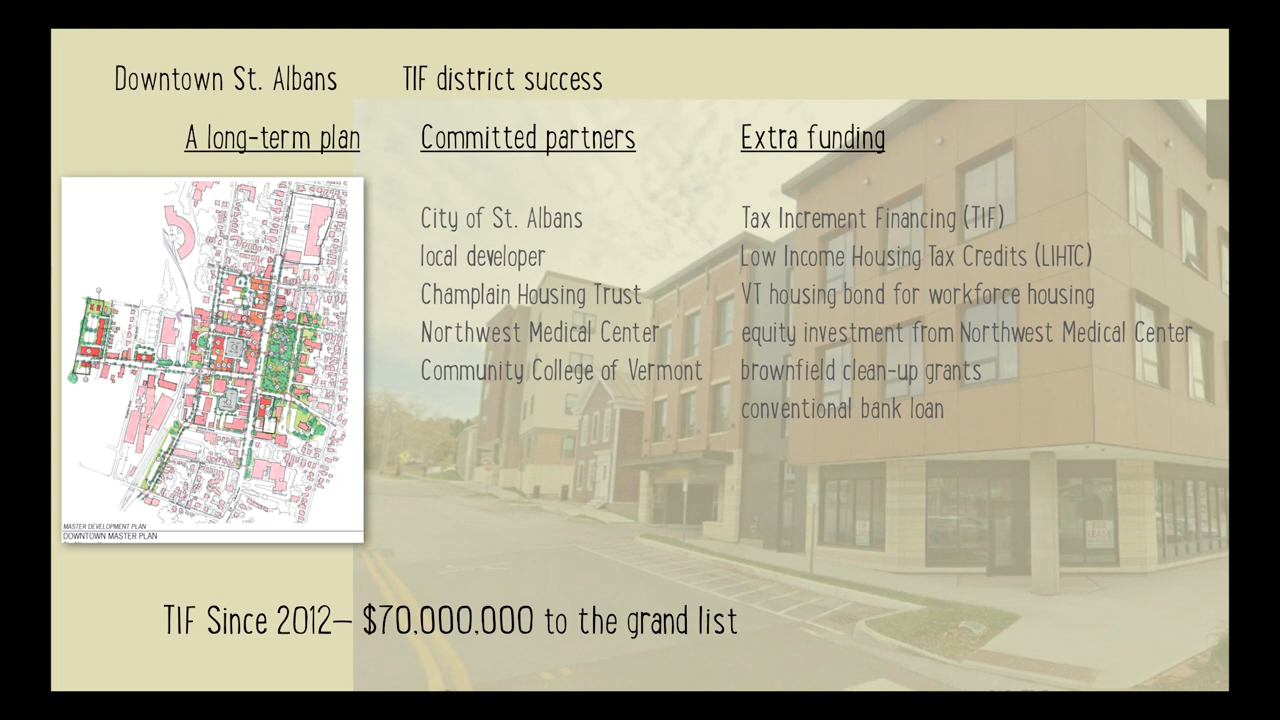 Downtown St. Albans
TIF district success
A long-term plan
Committed partners
Extra funding
City of St. Albans
local developer
Champlain Housing Trust
Northwest Medical Center
Community College of Vermont
Tax Increment Financing (TIF)
Low Income Housing Tax Credits (LIHTC)
VT housing bond for workforce housing
equity investment from Northwest Medical Center
brownfield clean-up grants
conventional bank loan
MASTER DEVELOPMENT PLAN
DOWNTOWN MASTER PLAN
TIF Since 2012– $70,000,000 to the grand list